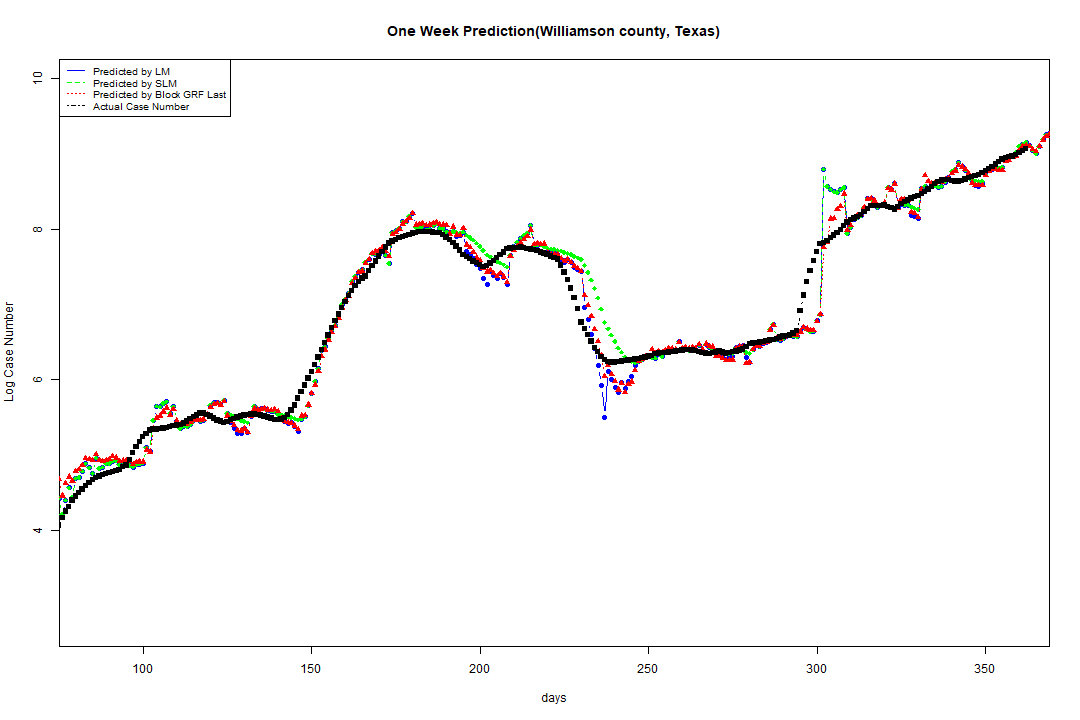 One Week Prediction(Williamson county, Texas)
Predicted by LM
Predicted by SLM
Predicted by Block GRF Last
Actual Case Number
10
8
6
4
Log Case Number
100 150 200 250 300 350
days